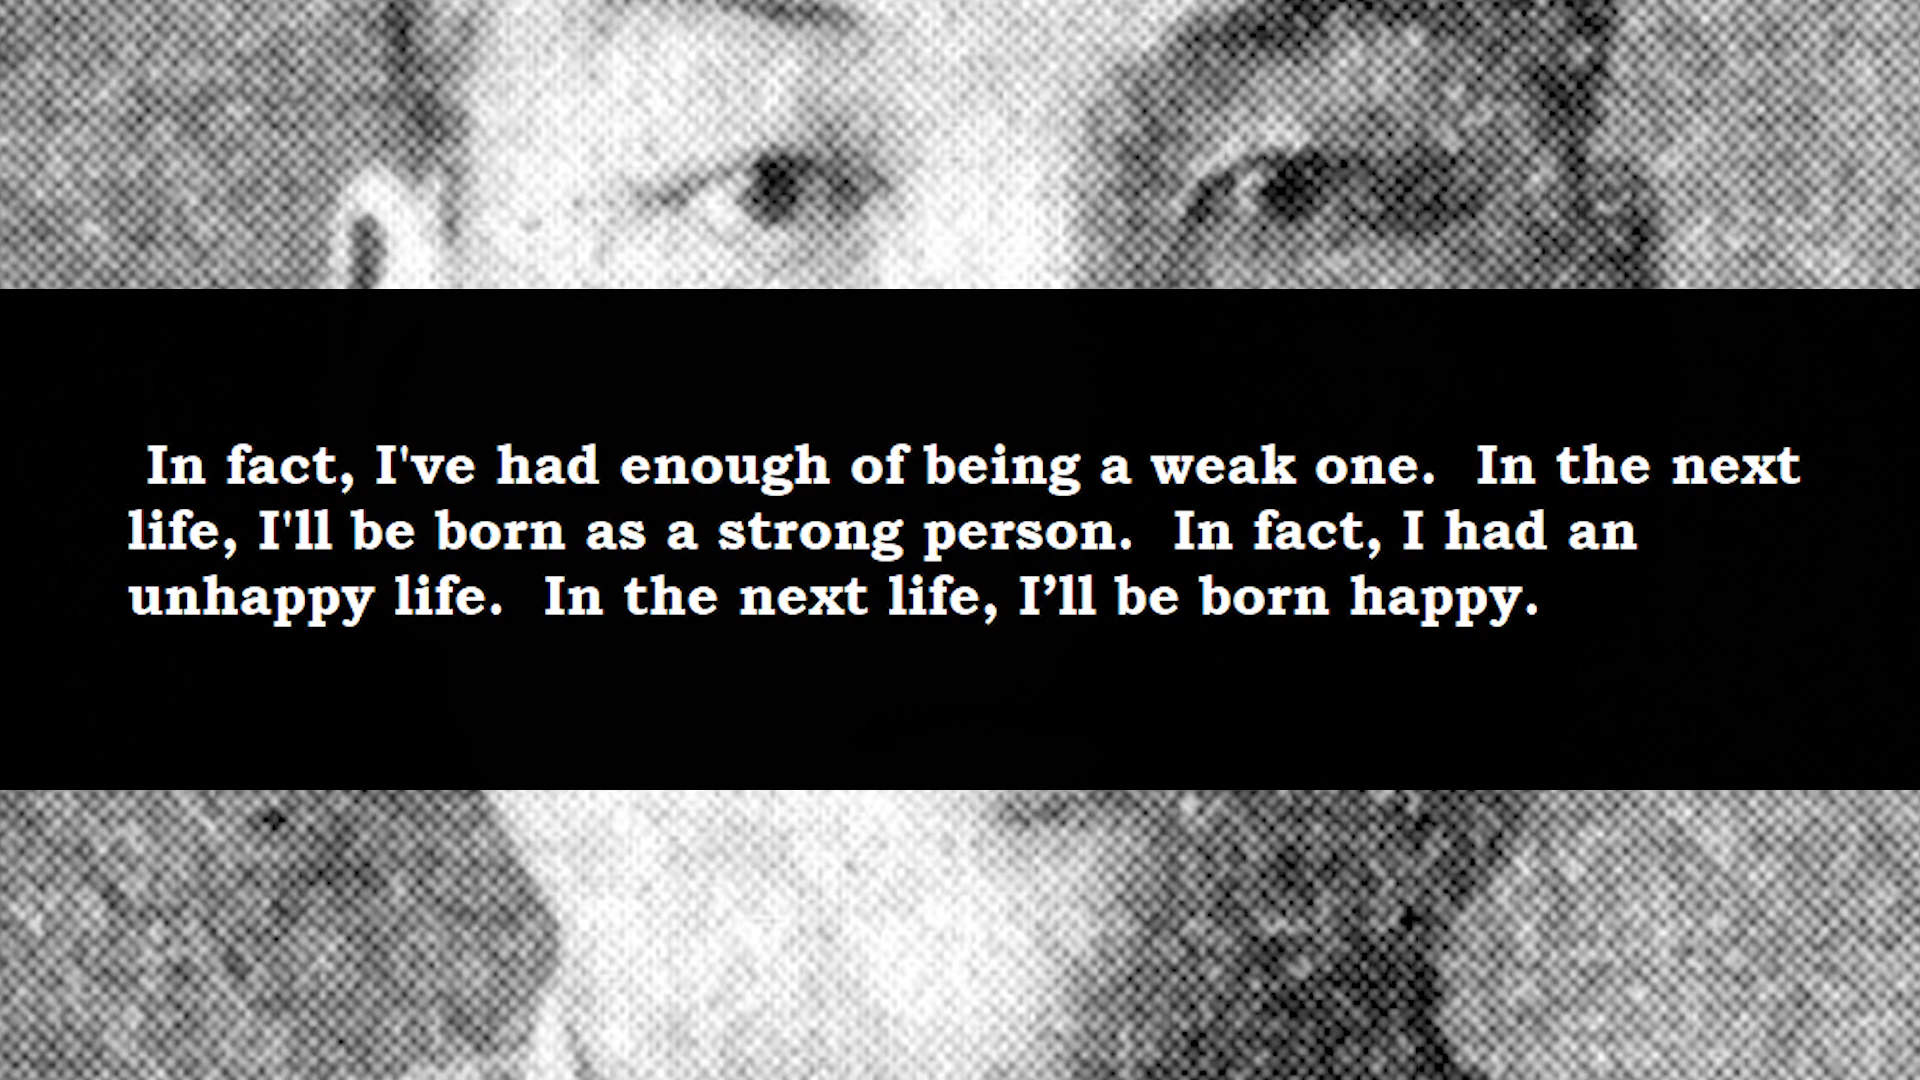 In fact, I've had enough of being a weak one.  In the next
life, I'll be born as a strong person.  In fact, I had an
unhappy life.  In the next life, I’ll be born happy.